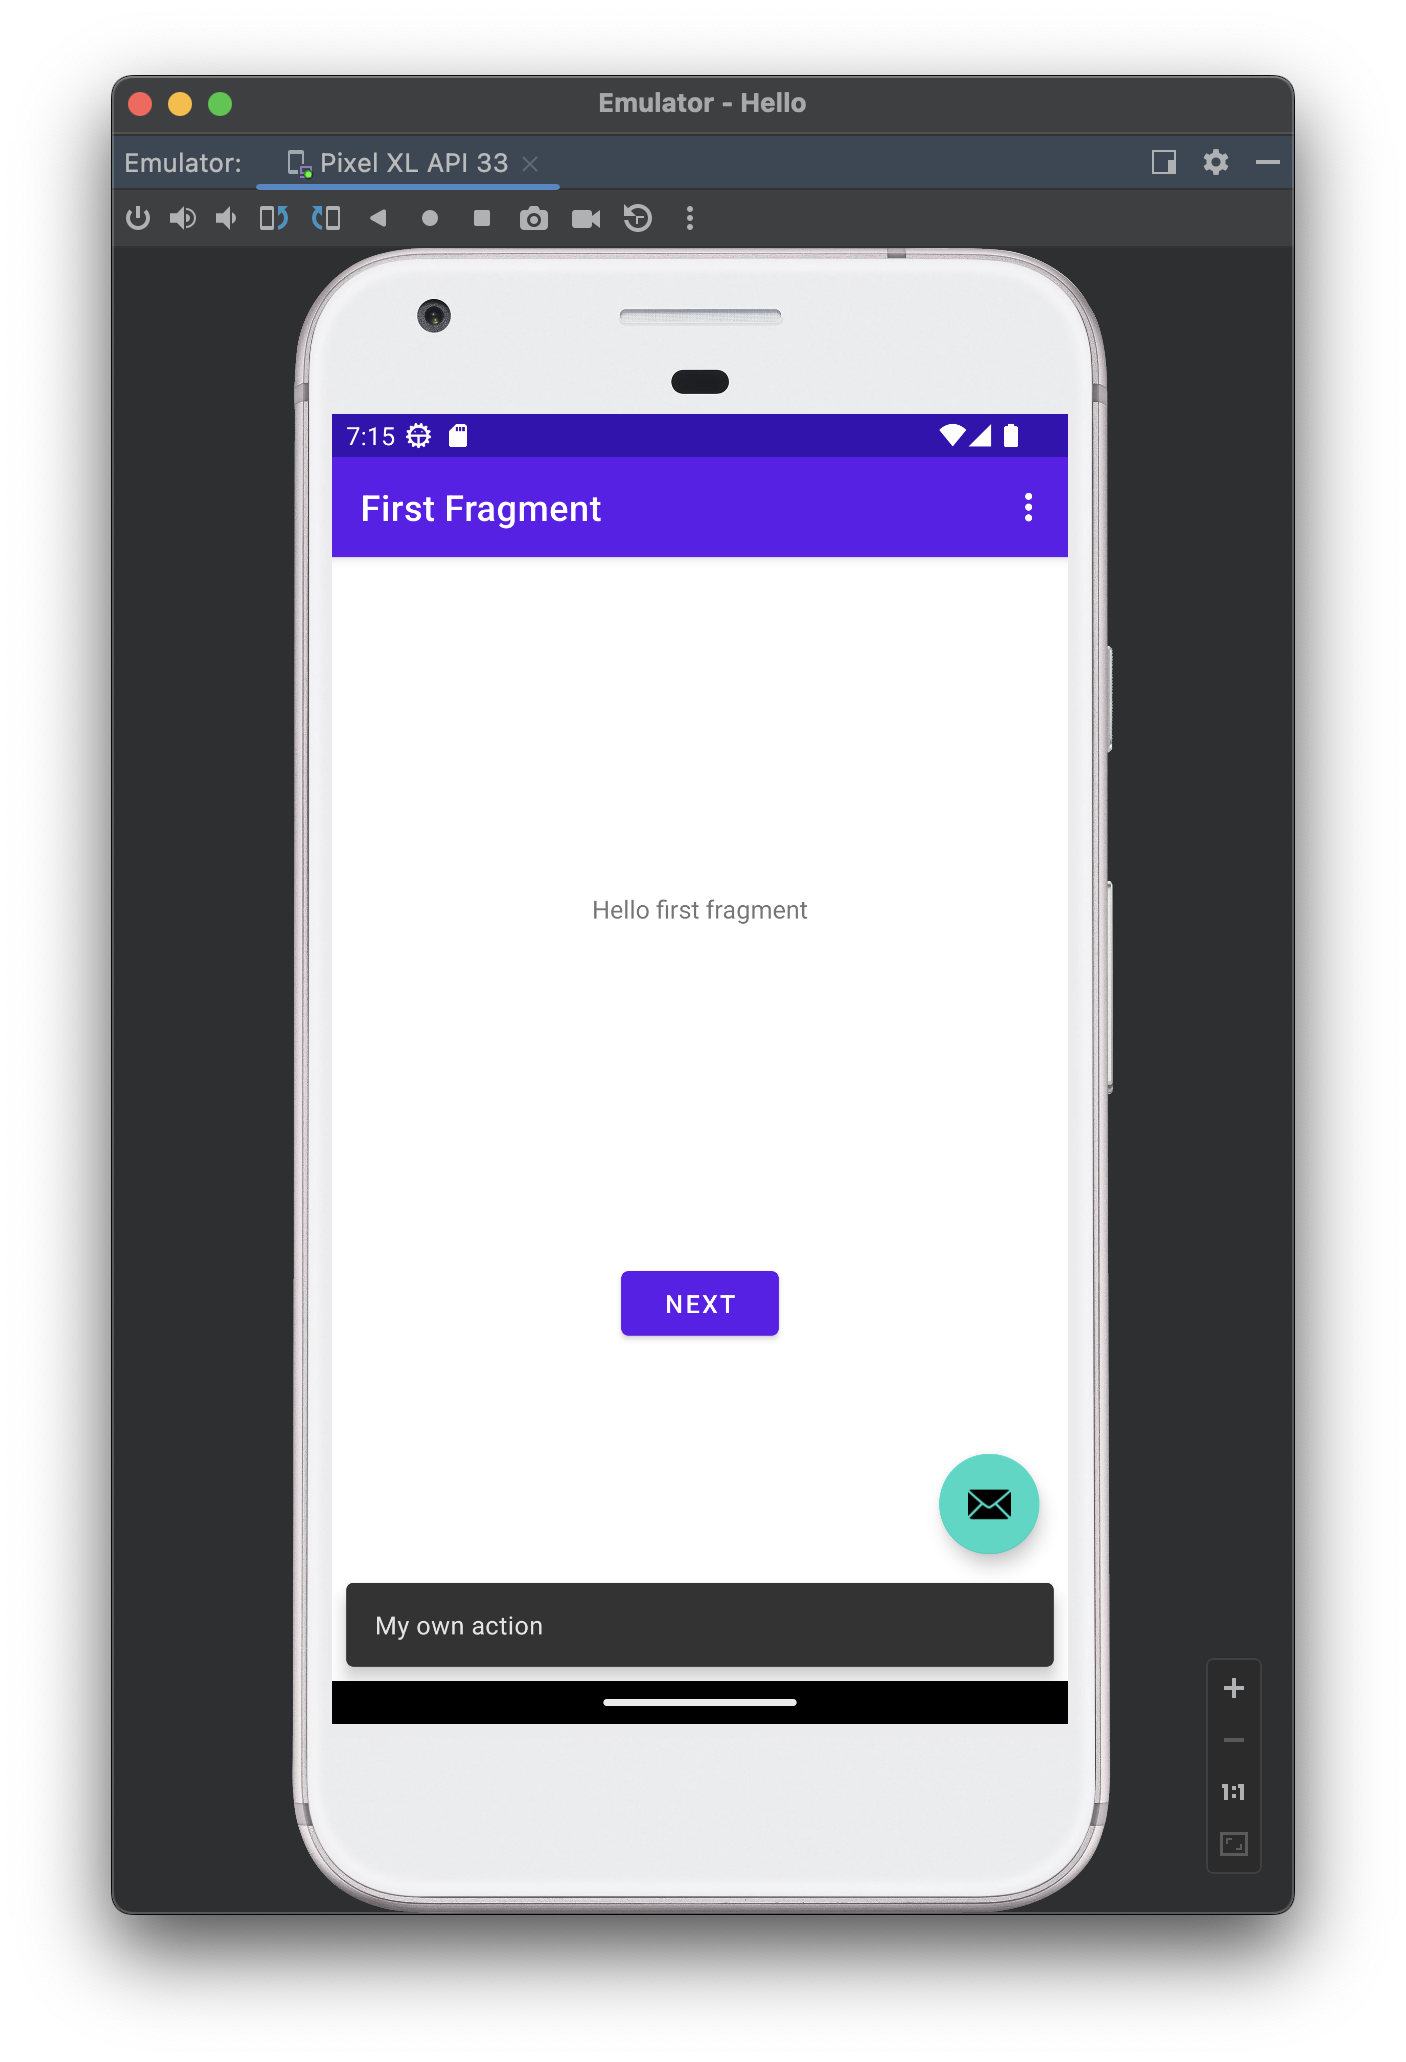 Emulator - Hello
Emulator: Pixel XL API 33
7:15
First Fragment
Hello first fragment
NEXT
My own action
1:1